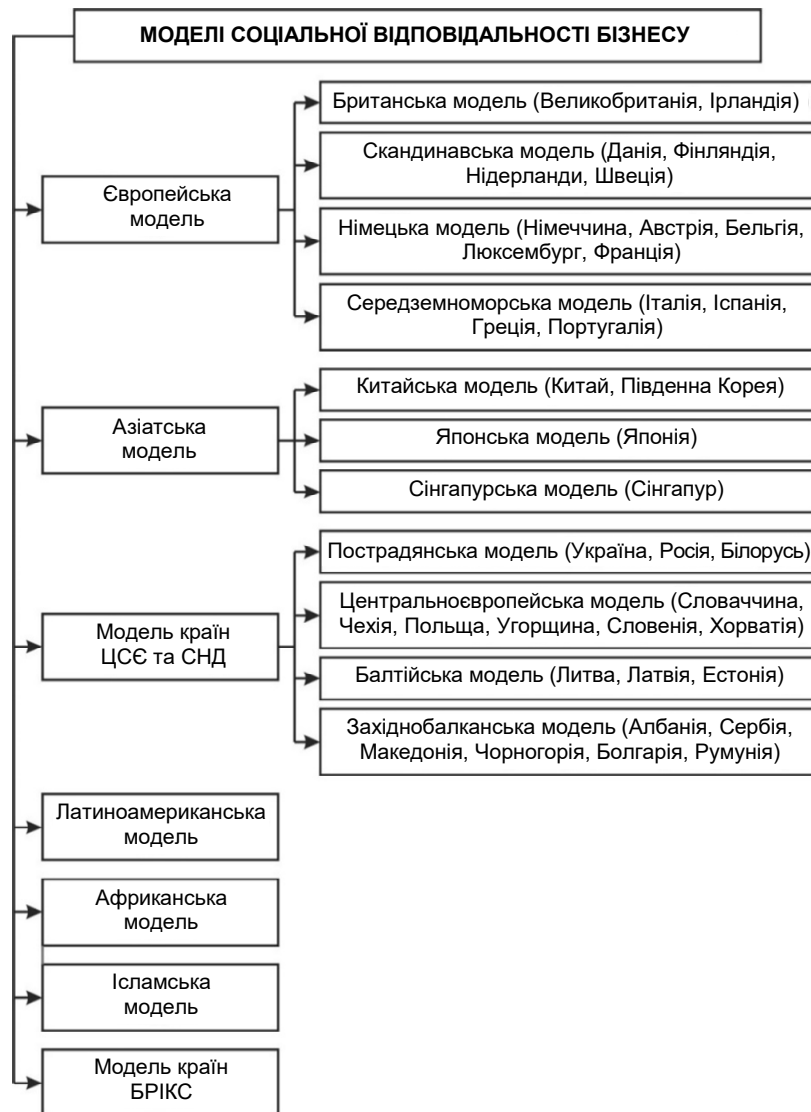 МОДЕЛІ СОЦІАЛЬНОЇ ВІДПОВІДАЛЬНОСТІ БІЗНЕСУ
Європейська
модель
Британська модель (Великобританія, Ірландія)
Скандинавська модель (Данія, Фінляндія,
Нідерланди, Швеція)
Німецька модель (Німеччина, Австрія, Бельгія,
Люксембург, Франція)
Середземноморська модель (Італія, Іспанія,
Греція, Португалія)
Азіатська
модель
Китайська модель (Китай, Південна Корея)
Японська модель (Японія)
Сінгапурська модель (Сінгапур)
Модель країн
ЦСЄ та СНД
Пострадянська модель (Україна, Росія, Білорусь)
Центральноєвропейська модель (Словаччина,
Чехія, Польща, Угорщина, Словенія, Хорватія)
Балтійська модель (Литва, Латвія, Естонія)
Західнобалканська модель (Албанія, Сербія,
Македонія, Чорногорія, Болгарія, Румунія)
Латиноамериканська
модель
Африканська
модель
Ісламська
модель
Модель країн
БРІКС